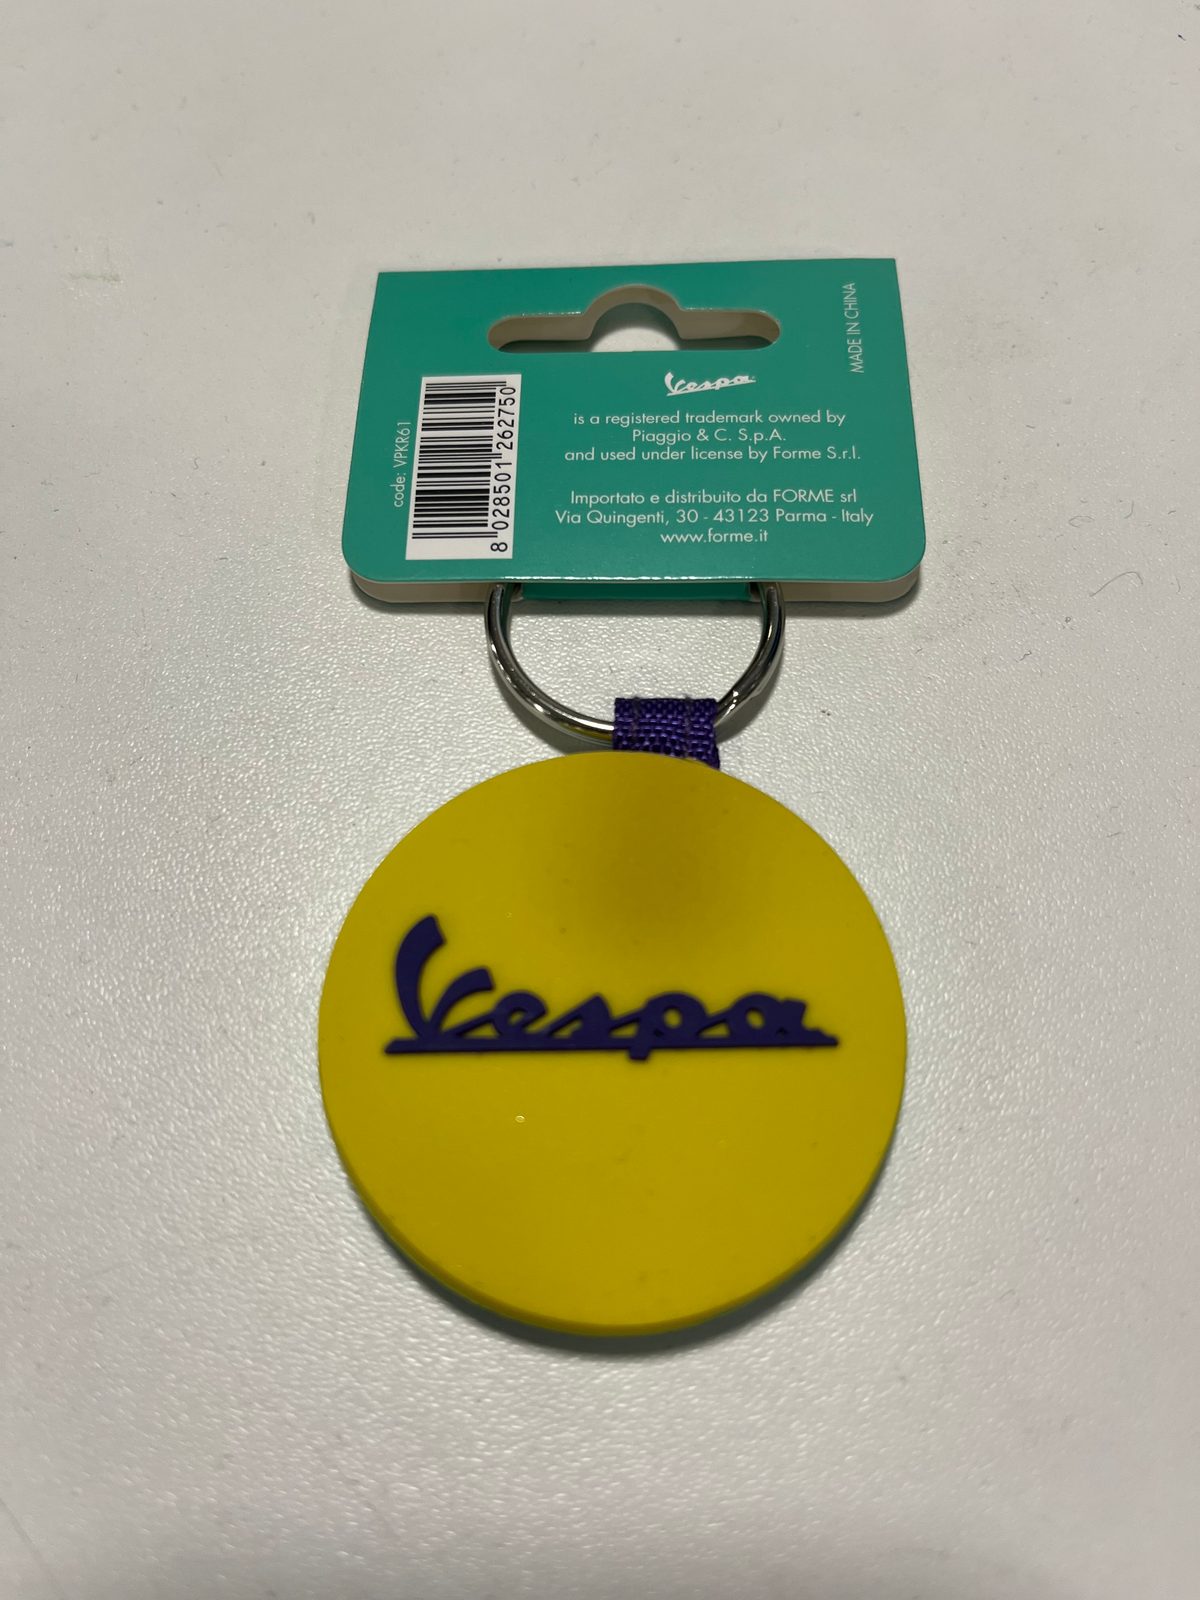 MADE IN CHINA
code: VPKR61
8 028501 262750
Vespa
is a registered trademark owned by
Piaggio & C. S.p.A.
and used under license by Forme S.r.l.
Importato e distribuito da FORME srl
Via Quingenti, 30 - 43123 Parma - Italy
www.forme.it
Vespa